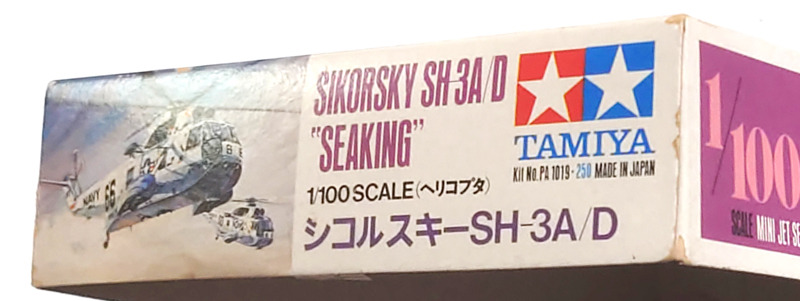 SIKORSKY SH-3A/D
"SEAKING"
1/100 SCALE (ヘリコプタ)
シコルスキーSH-3A/D
TAMIYA
Kit No. PA 1019-250 MADE IN JAPAN
NAVY 66
1/100
SCALE MINI JET SE